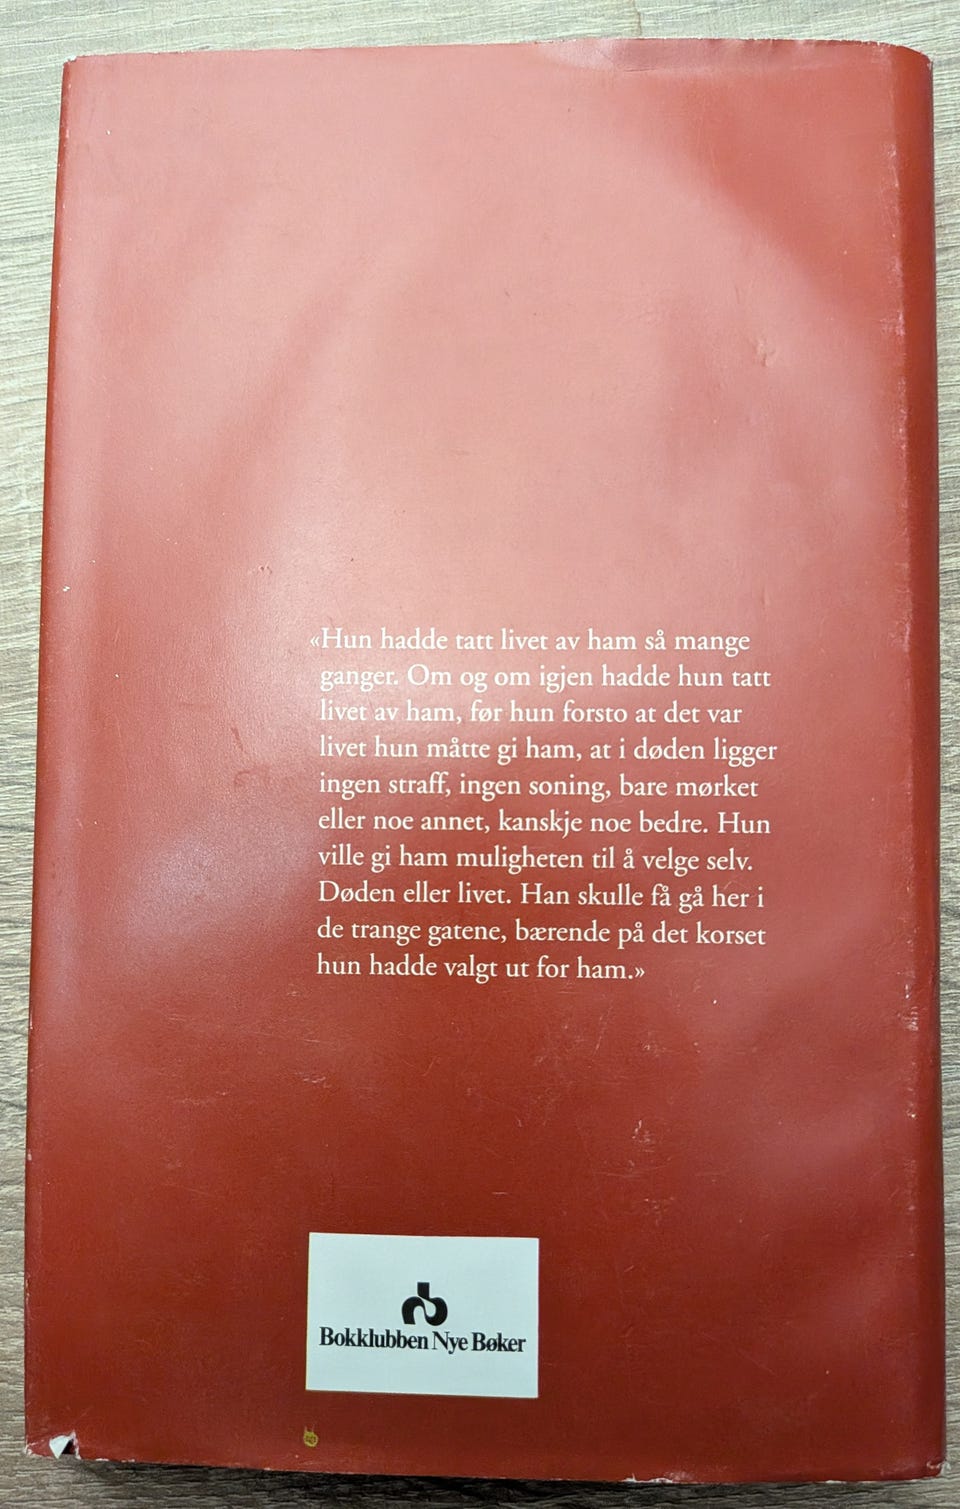 «Hun hadde tatt livet av ham så mange
ganger. Om og om igjen hadde hun tatt
livet av ham, før hun forsto at det var
livet hun måtte gi ham, at i døden ligger
ingen straff, ingen soning, bare mørket
eller noe annet, kanskje noe bedre. Hun
ville gi ham muligheten til å velge selv.
Døden eller livet. Han skulle få gå her i
de trange gatene, bærende på det korset
hun hadde valgt ut for ham.»
Bokklubben Nye Bøker